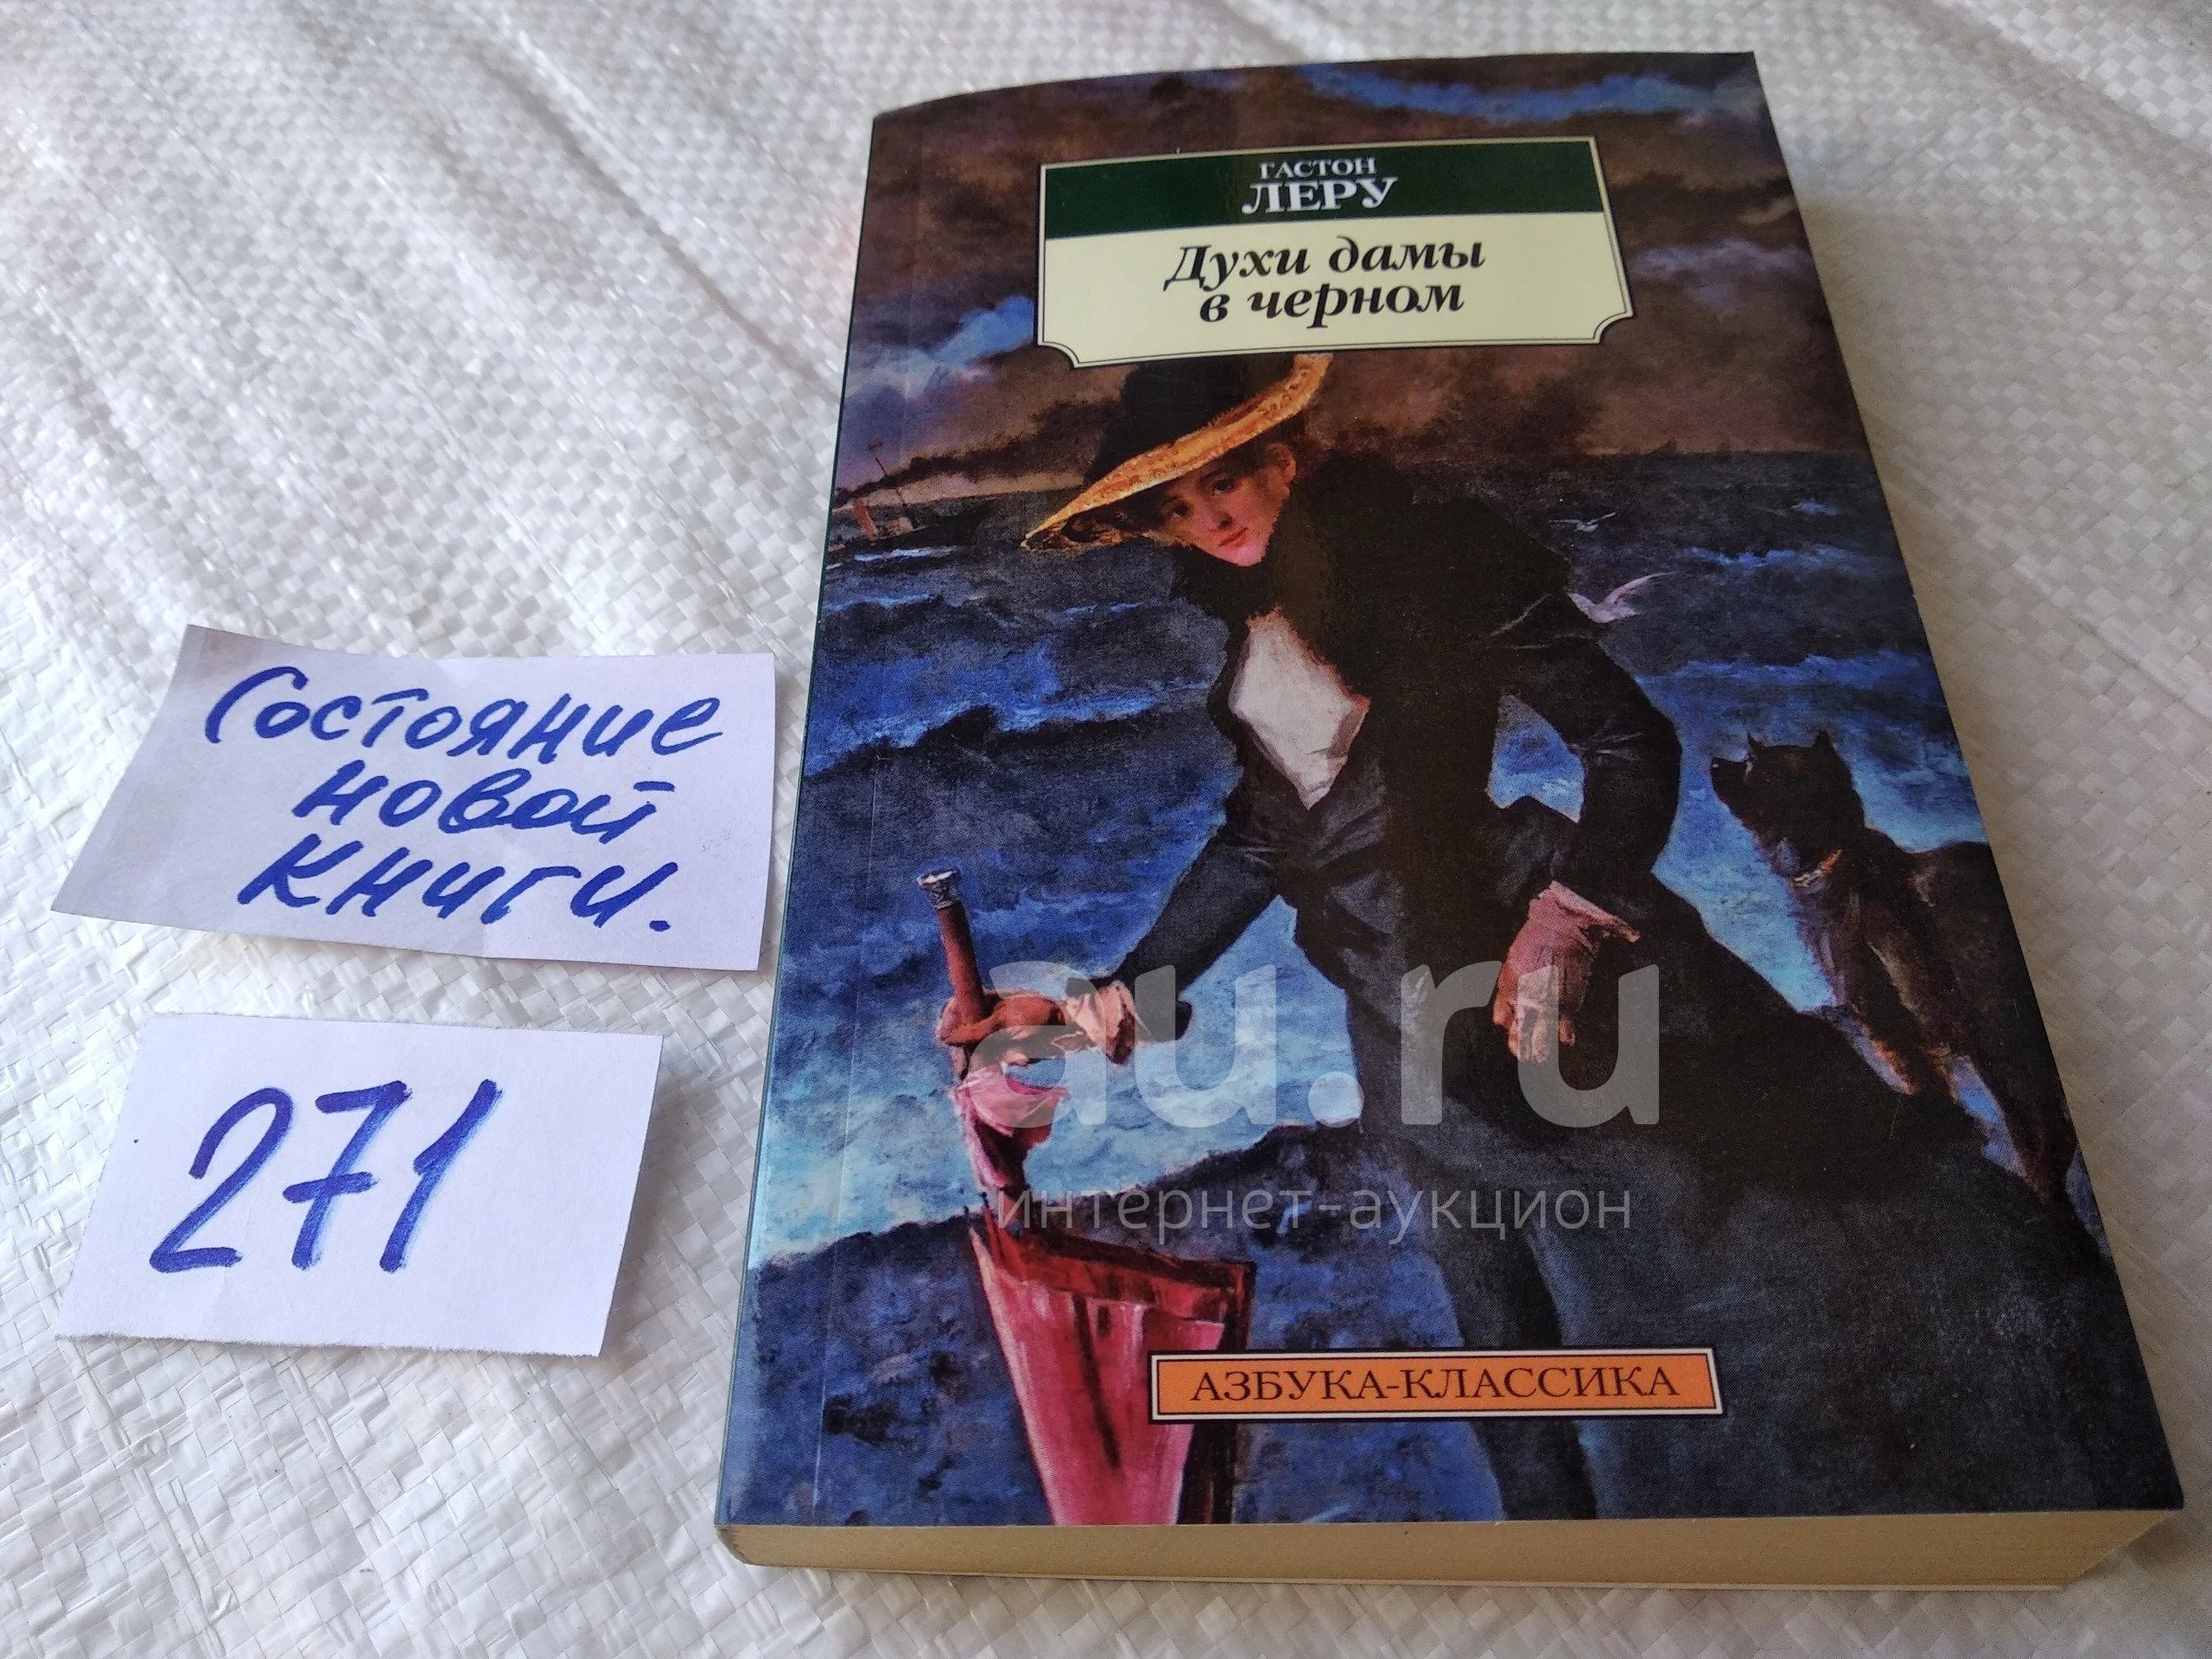 ГАСТОН
ЛЕРУ
Духи дамы
в черном
Состояние
новой
книги.
271
au.ru
интернет-аукцион
АЗБУКА-КЛАССИКА